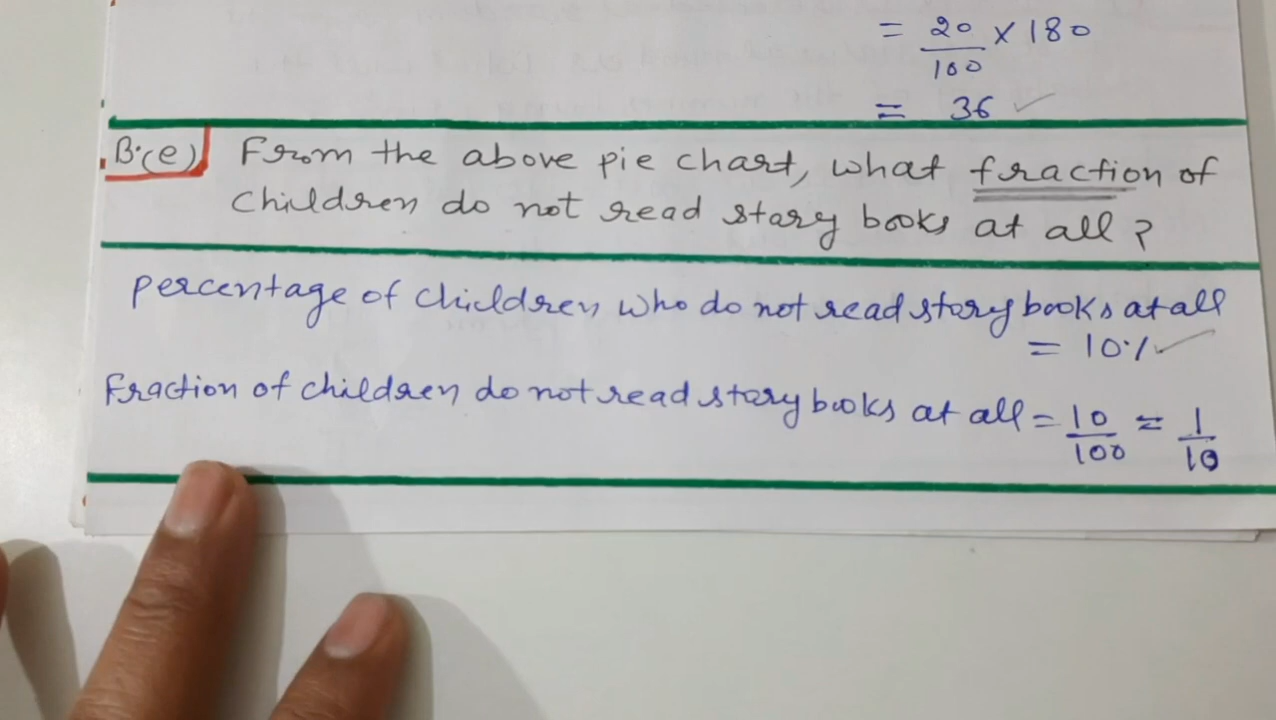 = 20/100 × 180
= 36 ✓
B.(e) From the above pie chart, what fraction of
children do not read story books at all ?
Percentage of children who do not read story books at all
= 10% ✓
Fraction of children do not read story books at all = 10/100 = 1/10